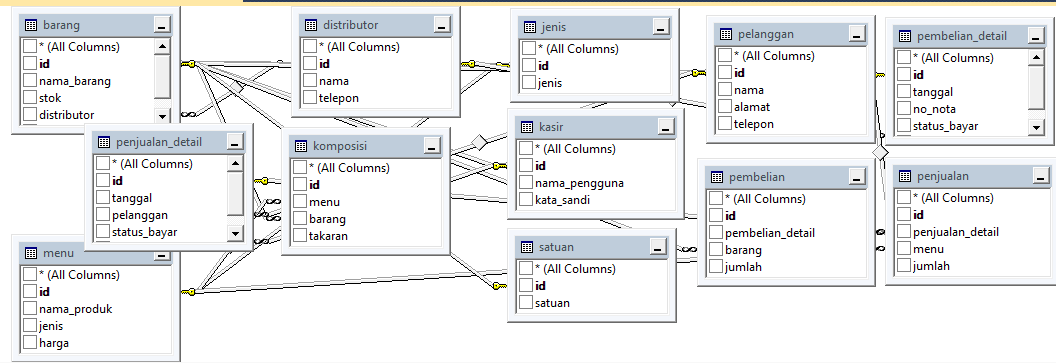 barang
* (All Columns)
id
nama_barang
stok
distributor
distributor
* (All Columns)
id
nama
telepon
jenis
* (All Columns)
id
jenis
pelanggan
* (All Columns)
id
nama
alamat
telepon
pembelian_detail
* (All Columns)
id
tanggal
no_nota
status_bayar
penjualan_detail
* (All Columns)
id
tanggal
pelanggan
status_bayar
komposisi
* (All Columns)
id
menu
barang
takaran
kasir
* (All Columns)
id
nama_pengguna
kata_sandi
pembelian
* (All Columns)
id
pembelian_detail
barang
jumlah
penjualan
* (All Columns)
id
penjualan_detail
menu
jumlah
menu
* (All Columns)
id
nama_produk
jenis
harga
satuan
* (All Columns)
id
satuan